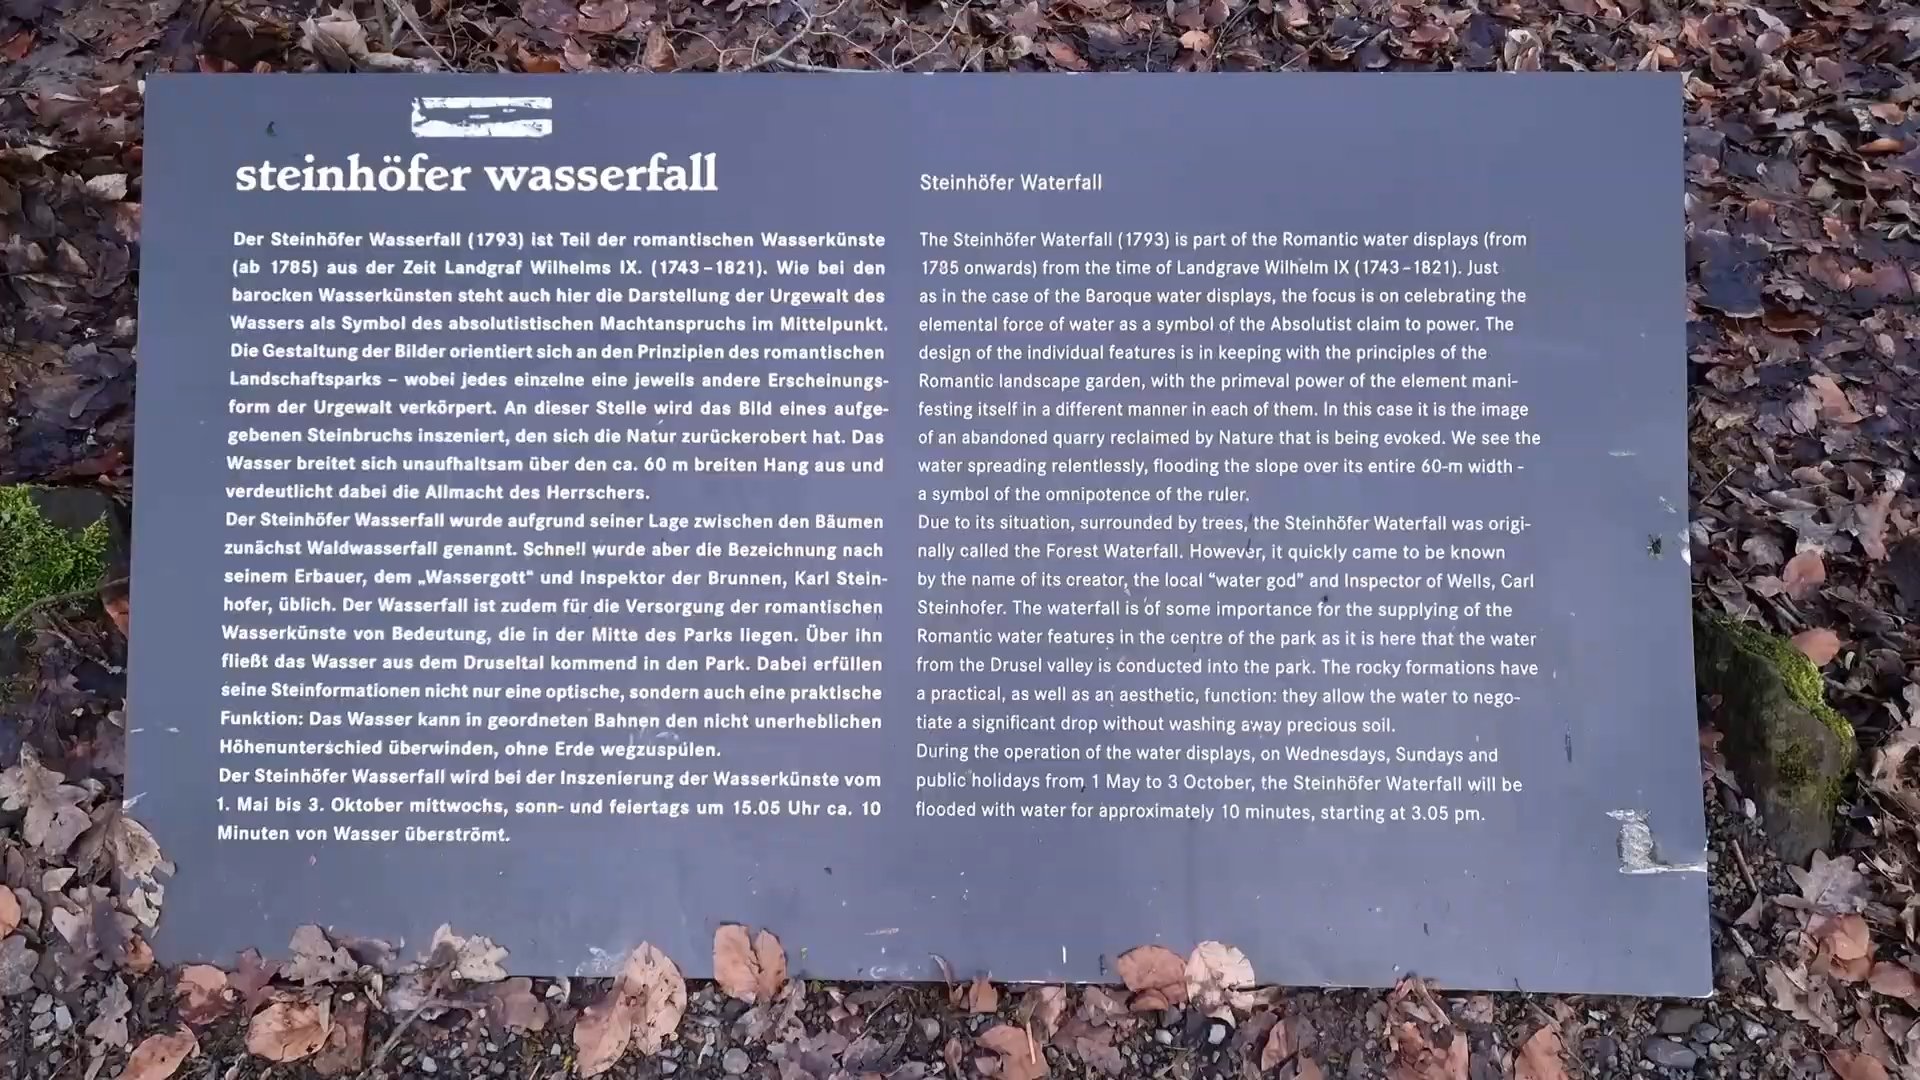 steinhöfer wasserfall
Der Steinhöfer Wasserfall (1793) ist Teil der romantischen Wasserkünste
(ab 1785) aus der Zeit Landgraf Wilhelms IX. (1743–1821). Wie bei den
barocken Wasserkünsten steht auch hier die Darstellung der Urgewalt des
Wassers als Symbol des absolutistischen Machtanspruchs im Mittelpunkt.
Die Gestaltung der Bilder orientiert sich an den Prinzipien des romantischen
Landschaftsparks – wobei jedes einzelne eine jeweils andere Erscheinungs-
form der Urgewalt verkörpert. An dieser Stelle wird das Bild eines aufge-
gebenen Steinbruchs inszeniert, den sich die Natur zurückerobert hat. Das
Wasser breitet sich unaufhaltsam über den ca. 60 m breiten Hang aus und
verdeutlicht dabei die Allmacht des Herrschers.
Der Steinhöfer Wasserfall wurde aufgrund seiner Lage zwischen den Bäumen
zunächst Waldwasserfall genannt. Schnell wurde aber die Bezeichnung nach
seinem Erbauer, dem „Wassergott“ und Inspektor der Brunnen, Karl Stein-
hofer, üblich. Der Wasserfall ist zudem für die Versorgung der romantischen
Wasserkünste von Bedeutung, die in der Mitte des Parks liegen. Über ihn
fließt das Wasser aus dem Druseltal kommend in den Park. Dabei erfüllen
seine Steinformationen nicht nur eine optische, sondern auch eine praktische
Funktion: Das Wasser kann in geordneten Bahnen den nicht unerheblichen
Höhenunterschied überwinden, ohne Erde wegzuspülen.
Der Steinhöfer Wasserfall wird bei der Inszenierung der Wasserkünste vom
1. Mai bis 3. Oktober mittwochs, sonn- und feiertags um 15.05 Uhr ca. 10
Minuten von Wasser überströmt.
Steinhöfer Waterfall
The Steinhöfer Waterfall (1793) is part of the Romantic water displays (from
1785 onwards) from the time of Landgrave Wilhelm IX (1743–1821). Just
as in the case of the Baroque water displays, the focus is on celebrating the
elemental force of water as a symbol of the Absolutist claim to power. The
design of the individual features is in keeping with the principles of the
Romantic landscape garden, with the primeval power of the element mani-
festing itself in a different manner in each of them. In this case it is the image
of an abandoned quarry reclaimed by Nature that is being evoked. We see the
water spreading relentlessly, flooding the slope over its entire 60-m width -
a symbol of the omnipotence of the ruler.
Due to its situation, surrounded by trees, the Steinhöfer Waterfall was origi-
nally called the Forest Waterfall. However, it quickly came to be known
by the name of its creator, the local “water god” and Inspector of Wells, Carl
Steinhofer. The waterfall is of some importance for the supplying of the
Romantic water features in the centre of the park as it is here that the water
from the Drusel valley is conducted into the park. The rocky formations have
a practical, as well as an aesthetic, function: they allow the water to nego-
tiate a significant drop without washing away precious soil.
During the operation of the water displays, on Wednesdays, Sundays and
public holidays from 1 May to 3 October, the Steinhöfer Waterfall will be
flooded with water for approximately 10 minutes, starting at 3.05 pm.